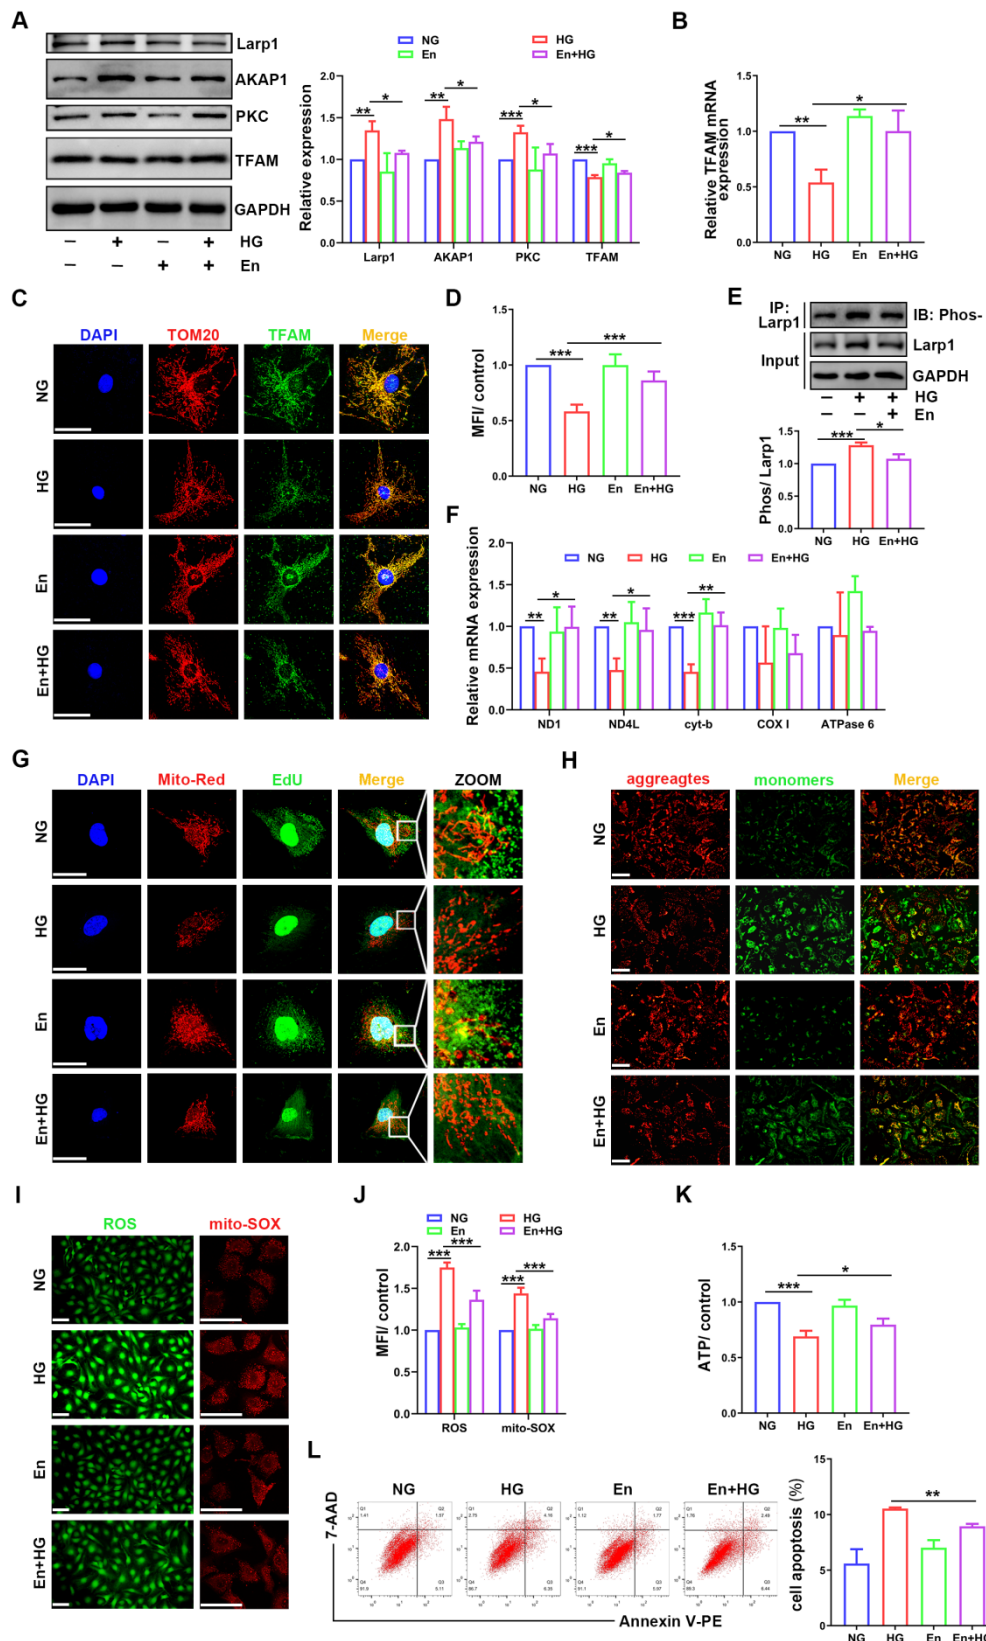 A
Larp1
AKAP1
PKC
TFAM
GAPDH
− + − + HG
− − + + En
NG HG
En En+HG
Relative expression
2.0
1.5
1.0
0.5
0.0
** * ** * *** * *** *
Larp1 AKAP1 PKC TFAM
B
Relative TFAM mRNA
expression
1.5
1.0
0.5
0.0
** *
NG HG En En+HG
C
DAPI TOM20 TFAM Merge
NG
HG
En
En+HG
D
MFI/ control
1.5
1.0
0.5
0.0
*** ***
NG HG En En+HG
E
IP:
Larp1
IB: Phos-
Input
Larp1
GAPDH
− + + HG
− − + En
Phos/ Larp1
1.5
1.0
0.5
0.0
*** *
NG HG En+HG
F
NG HG En En+HG
Relative mRNA expression
2.0
1.5
1.0
0.5
0.0
** * ** * *** **
ND1 ND4L cyt-b COX I ATPase 6
G
DAPI Mito-Red EdU Merge ZOOM
NG
HG
En
En+HG
H
aggreagtes monomers Merge
NG
HG
En
En+HG
I
ROS mito-SOX
NG
HG
En
En+HG
J
NG HG
En En+HG
MFI/ control
2.0
1.5
1.0
0.5
0.0
*** *** *** ***
ROS mito-SOX
K
ATP/ control
1.5
1.0
0.5
0.0
*** *
NG HG En En+HG
L
NG HG En En+HG
7-AAD
Annexin V-PE
cell apoptosis (%)
15
10
5
0
**
NG HG En En+HG